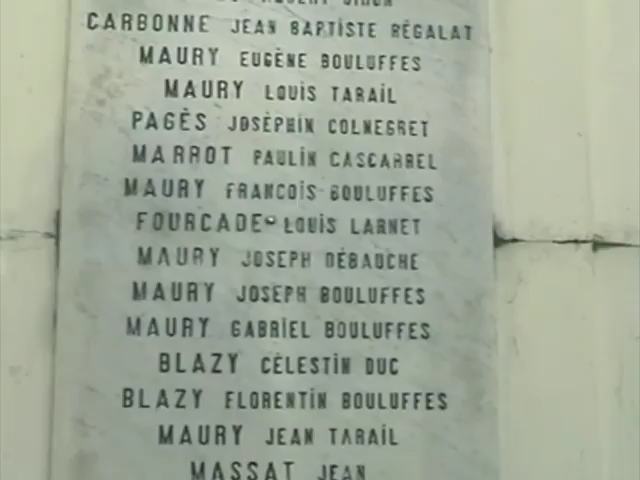 CARBONNE JEAN BAPTISTE RÉGALAT
MAURY EUGÈNE BOULUFFES
MAURY LOUIS TARAIL
PAGÈS JOSÈPHIN COLNEGRET
MARROT PAULIN CASCARREL
MAURY FRANCOIS BOULUFFES
FOURCADE LOUIS LARNET
MAURY JOSEPH DÉBAUCHE
MAURY JOSEPH BOULUFFES
MAURY GABRIEL BOULUFFES
BLAZY CÉLESTIN DUC
BLAZY FLORENTIN BOULUFFES
MAURY JEAN TARAIL
MASSAT JEAN